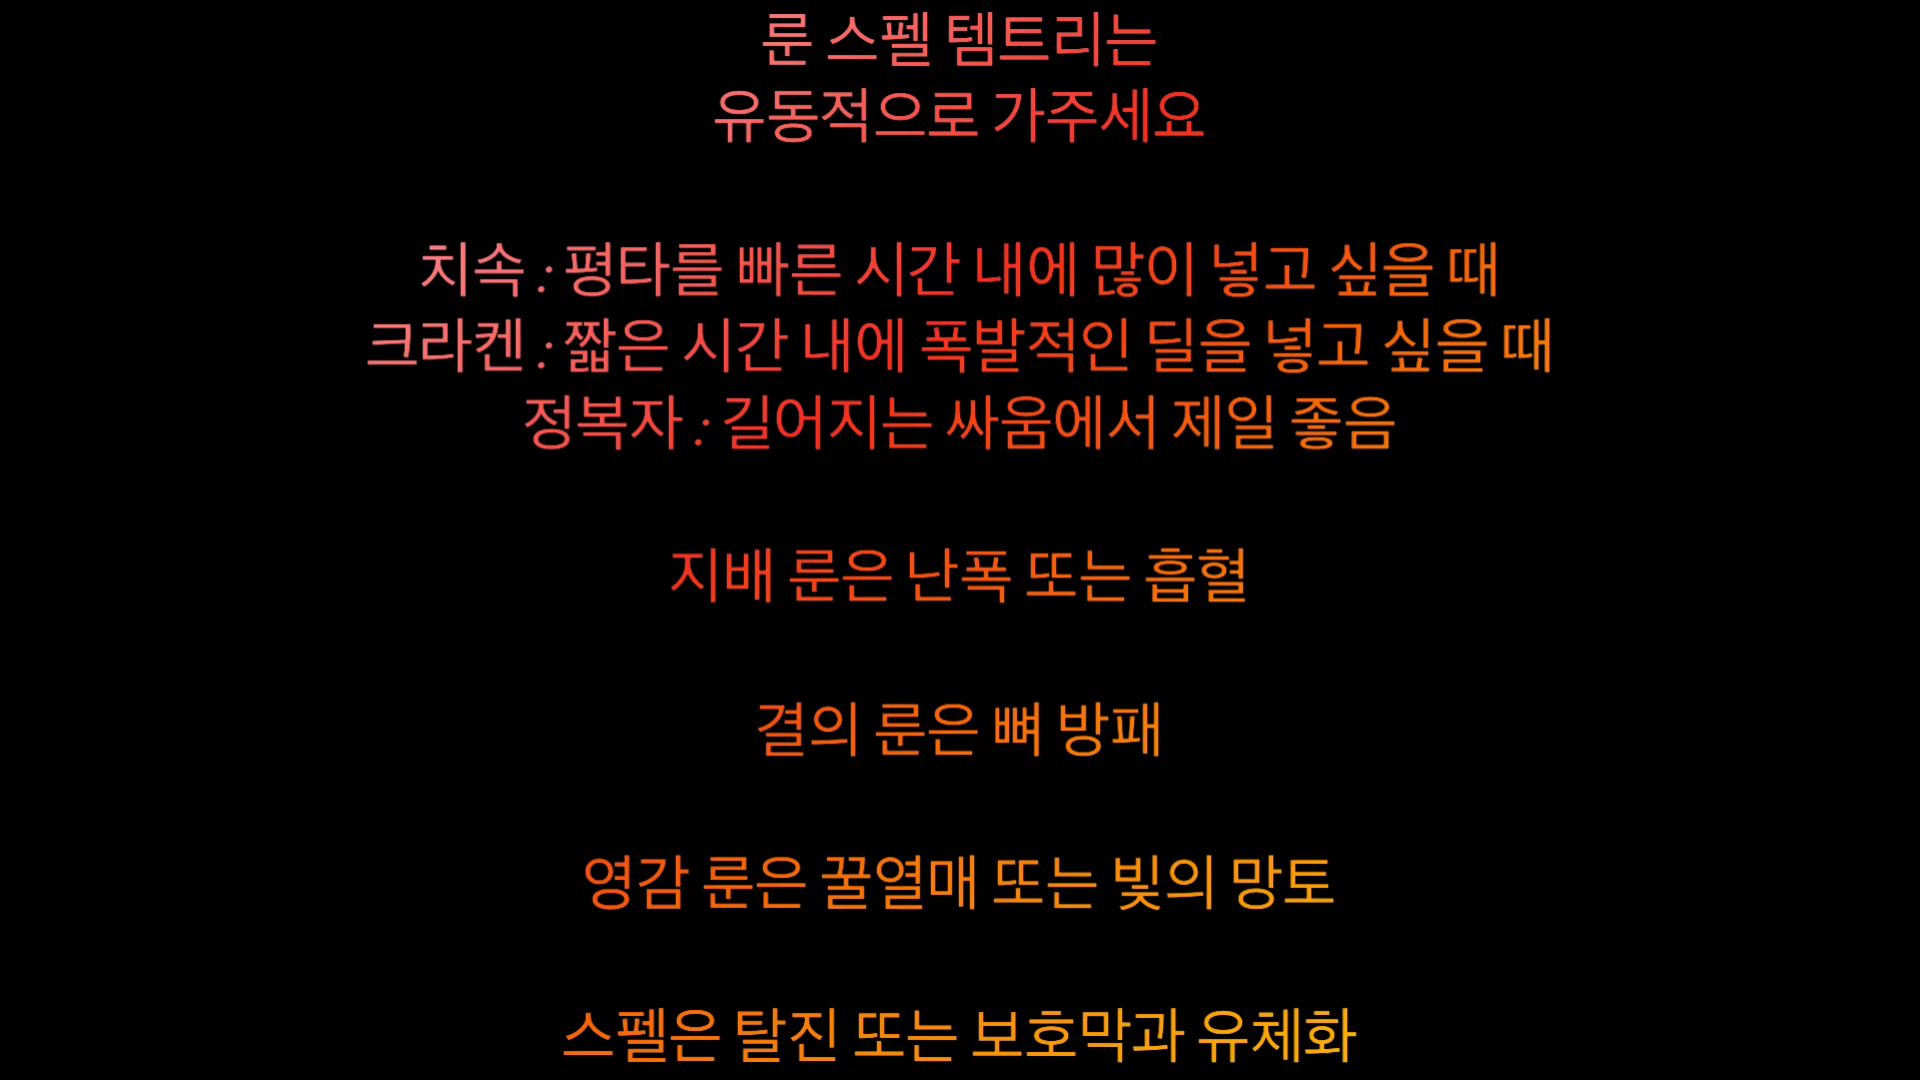 룬 스펠 템트리는
유동적으로 가주세요
치속 : 평타를 빠른 시간 내에 많이 넣고 싶을 때
크라켄 : 짧은 시간 내에 폭발적인 딜을 넣고 싶을 때
정복자 : 길어지는 싸움에서 제일 좋음
지배 룬은 난폭 또는 흡혈
결의 룬은 뼈 방패
영감 룬은 꿀열매 또는 빛의 망토
스펠은 탈진 또는 보호막과 유체화